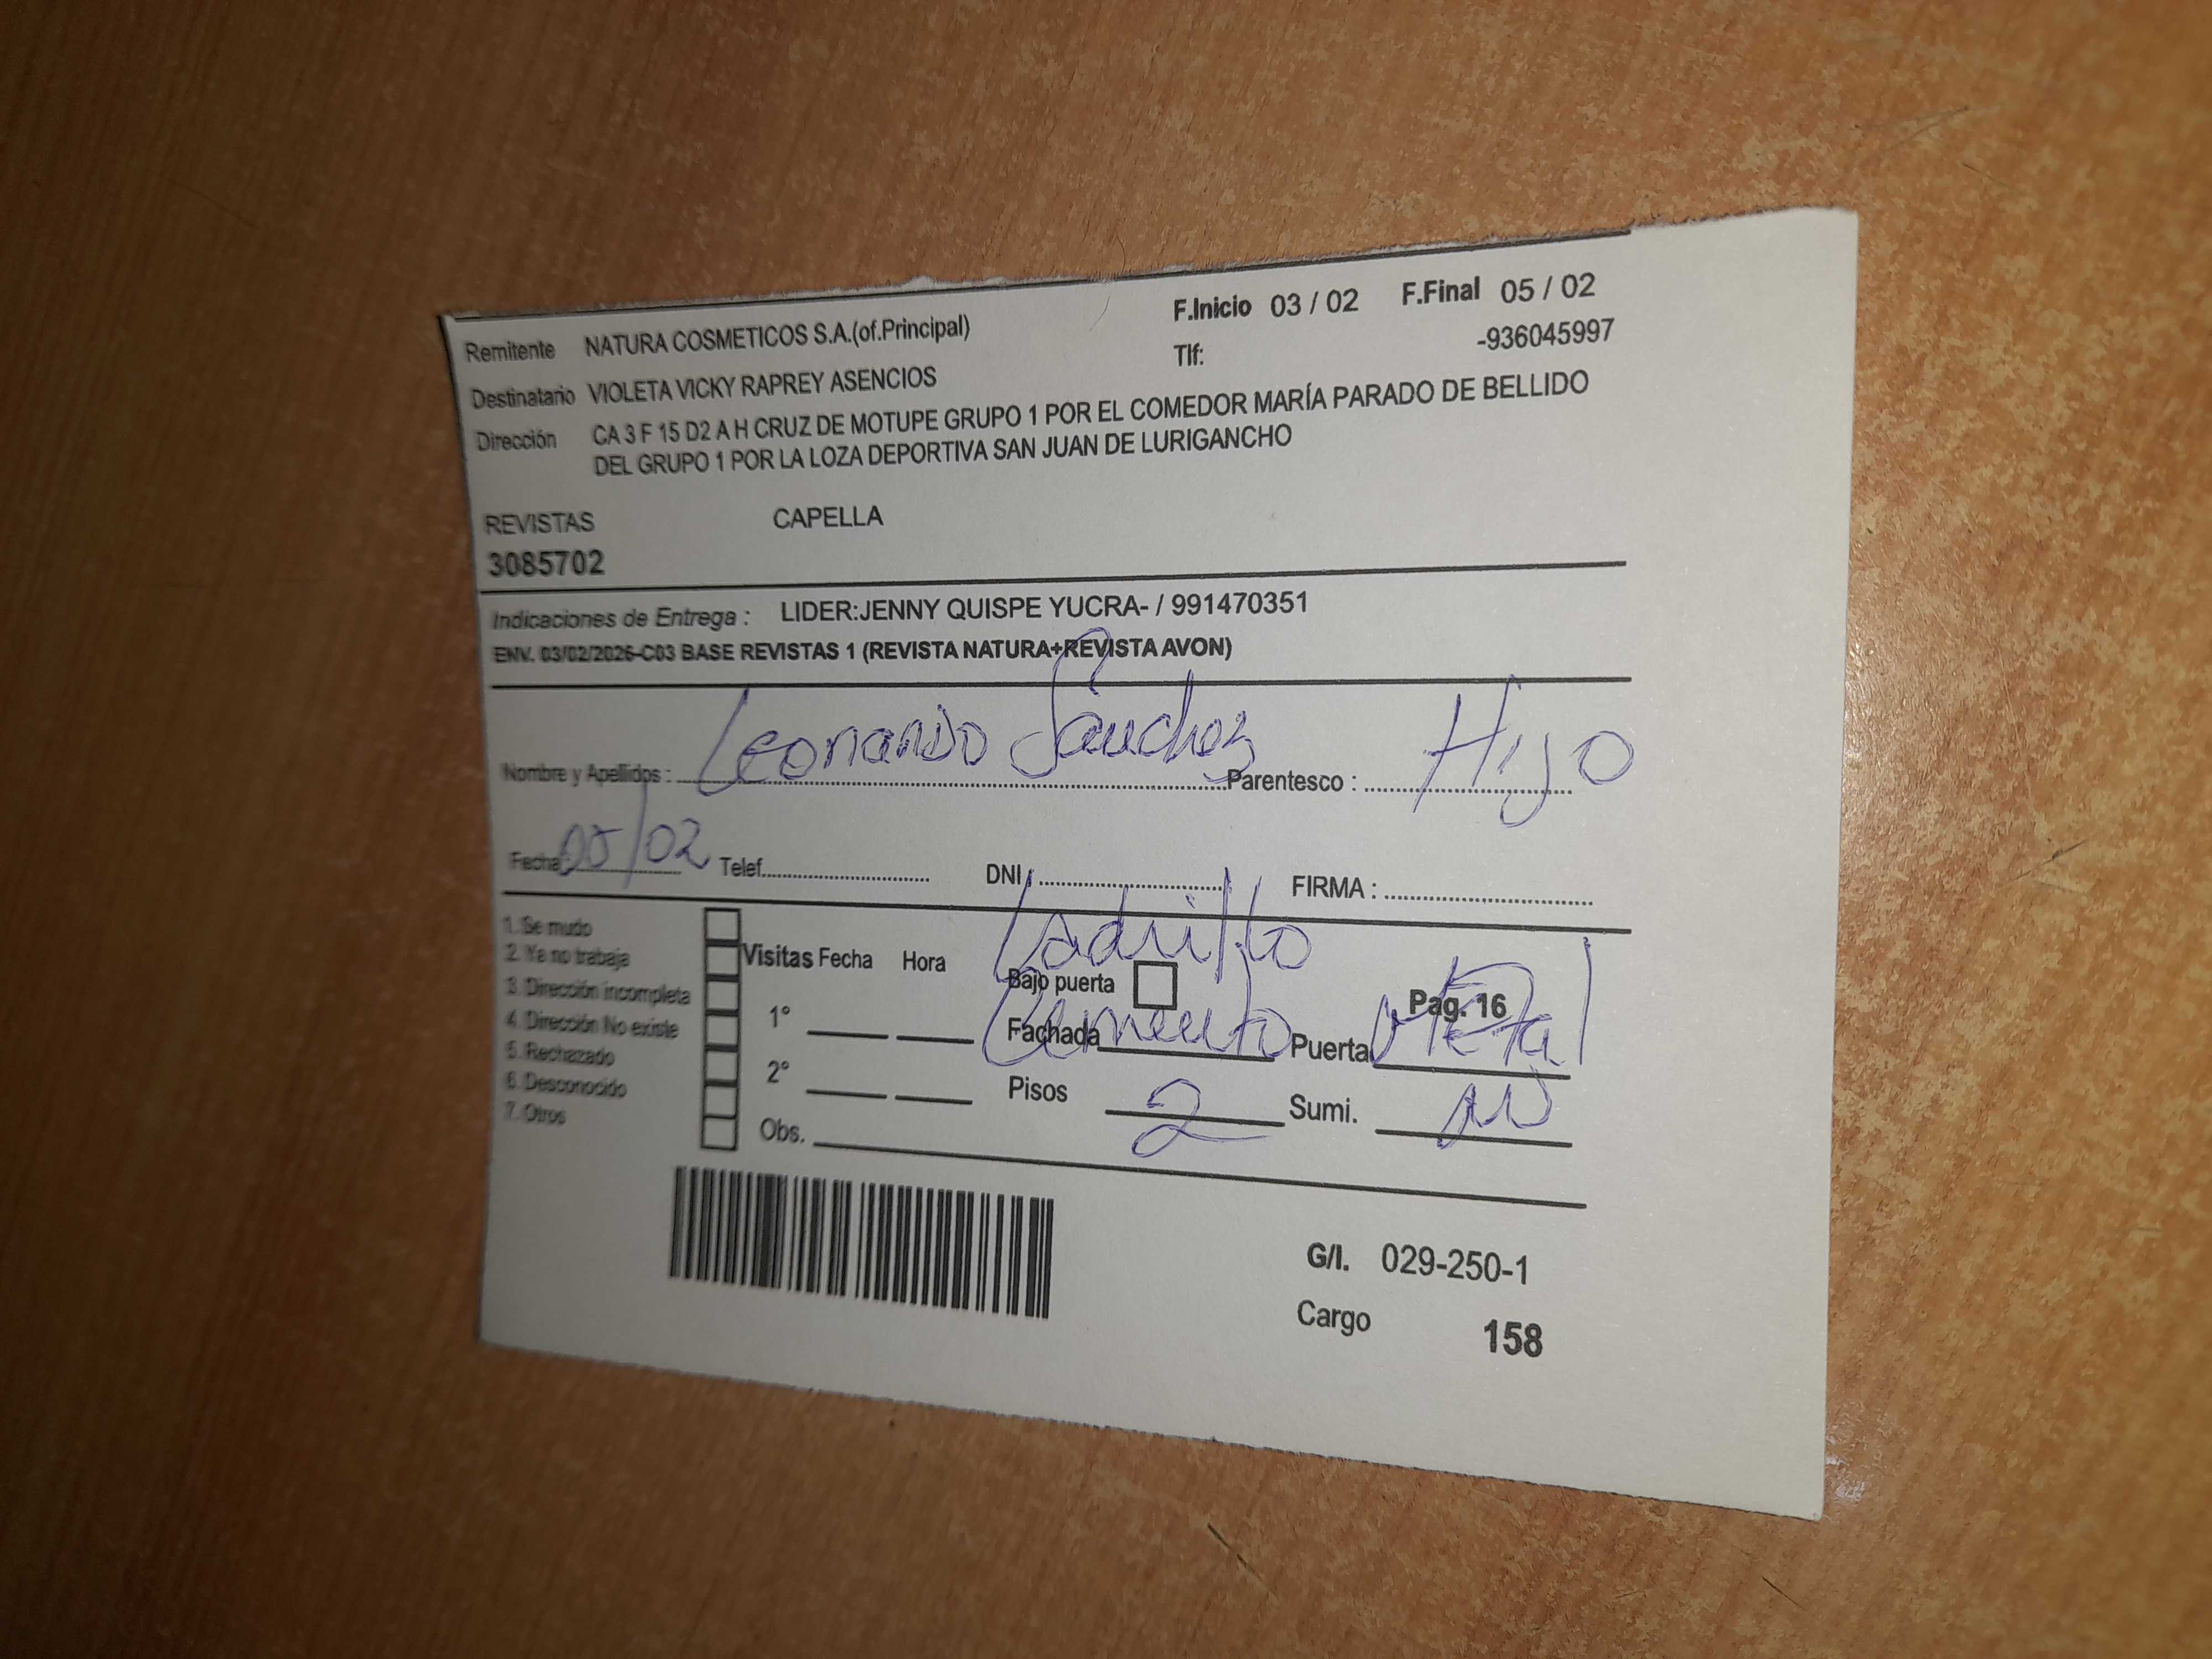 Remitente NATURA COSMETICOS S.A.(of.Principal) F.Inicio 03 / 02 F.Final 05 / 02
Tlf: -936045997
Destinatario VIOLETA VICKY RAPREY ASENCIOS
Dirección CA 3 F 15 D2 A H CRUZ DE MOTUPE GRUPO 1 POR EL COMEDOR MARÍA PARADO DE BELLIDO
DEL GRUPO 1 POR LA LOZA DEPORTIVA SAN JUAN DE LURIGANCHO
REVISTAS CAPELLA
3085702
Indicaciones de Entrega : LIDER:JENNY QUISPE YUCRA- / 991470351
ENV. 03/02/2026-C03 BASE REVISTAS 1 (REVISTA NATURA+REVISTA AVON)
Nombre y Apellidos : Leonardo Sanchez Parentesco : Hijo
Fecha 05/02 Telef. DNI : FIRMA :
1. Se mudo
2. Ya no trabaja
3. Dirección incompleta
4. Dirección No existe
5. Rechazado
6. Desconocido
7. Otros
Visitas Fecha Hora
1°
2°
Obs.
Ladrillo
Bajo puerta Pag. 16
Fachada Cemento Puerta Metal
Pisos 2 Sumi.
G/I. 029-250-1
Cargo 158